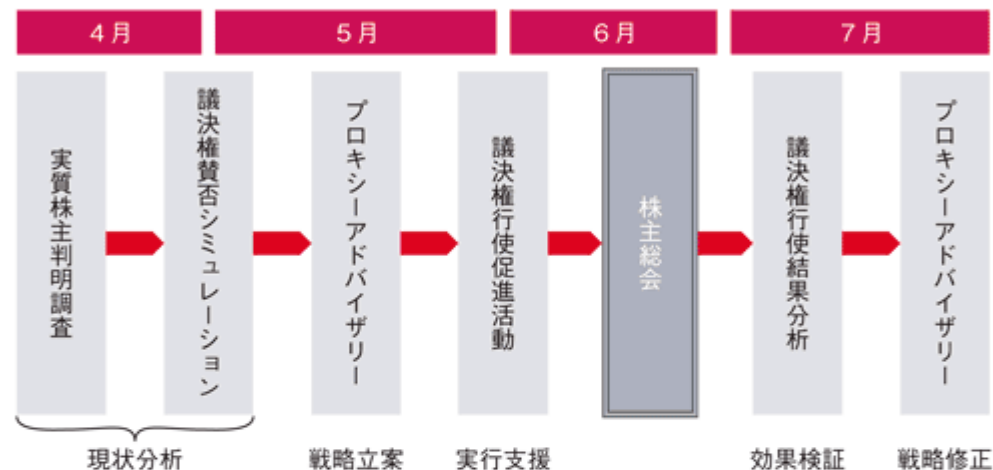 4月
5月
6月
7月
実質株主判明調査
議決権賛否シミュレーション
プロキシーアドバイザリー
議決権行使促進活動
株主総会
議決権行使結果分析
プロキシーアドバイザリー
現状分析
戦略立案
実行支援
効果検証
戦略修正